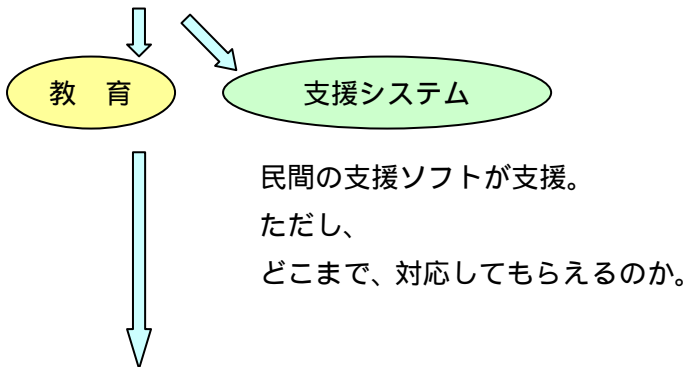 教　育
支援システム
民間の支援ソフトが支援。
ただし、
どこまで、対応してもらえるのか。